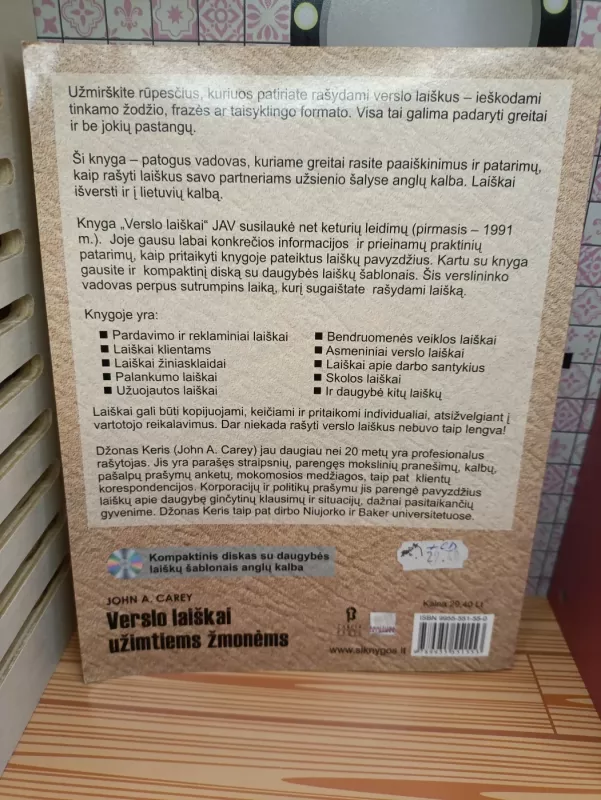 Užmirškite rūpesčius, kuriuos patiriate rašydami verslo laiškus – ieškodami
tinkamo žodžio, frazės ar taisyklingo formato. Visa tai galima padaryti greitai
ir be jokių pastangų.
Ši knyga – patogus vadovas, kuriame greitai rasite paaiškinimus ir patarimų,
kaip rašyti laiškus savo partneriams užsienio šalyse anglų kalba. Laiškai
išversti ir į lietuvių kalbą.
Knyga „Verslo laiškai“ JAV susilaukė net keturių leidimų (pirmasis – 1991
m.). Joje gausu labai konkrečios informacijos ir prieinamų praktinių
patarimų, kaip pritaikyti knygoje pateiktus laiškų pavyzdžius. Kartu su knyga
gausite ir kompaktinį diską su daugybės laiškų šablonais. Šis verslininko
vadovas perpus sutrumpins laiką, kurį sugaištate rašydami laišką.
Knygoje yra:
■ Pardavimo ir reklaminiai laiškai
■ Laiškai klientams
■ Laiškai žiniasklaidai
■ Palankumo laiškai
■ Užuojautos laiškai
■ Bendruomenės veiklos laiškai
■ Asmeniniai verslo laiškai
■ Laiškai apie darbo santykius
■ Skolos laiškai
■ Ir daugybė kitų laiškų
Laiškai gali būti kopijuojami, keičiami ir pritaikomi individualiai, atsižvelgiant į
vartotojo reikalavimus. Dar niekada rašyti verslo laiškus nebuvo taip lengva!
Džonas Keris (John A. Carey) jau daugiau nei 20 metų yra profesionalus
rašytojas. Jis yra parašęs straipsnių, parengęs mokslinių pranešimų, kalbų,
pašalpų prašymų anketų, mokomosios medžiagos, taip pat klientų
korespondencijos. Korporacijų ir politikų prašymu jis parengė pavyzdžius
laiškų apie daugybę ginčytinų klausimų ir situacijų, dažnai pasitaikančių
gyvenime. Džonas Keris taip pat dirbo Niujorko ir Baker universitetuose.
Kompaktinis diskas su daugybės
laiškų šablonais anglų kalba
+ CD
JOHN A. CAREY
Verslo laiškai
užimtiems žmonėms
www.siknygos.lt
Kaina 29,40 Lt
ISBN 9955-551-55-0